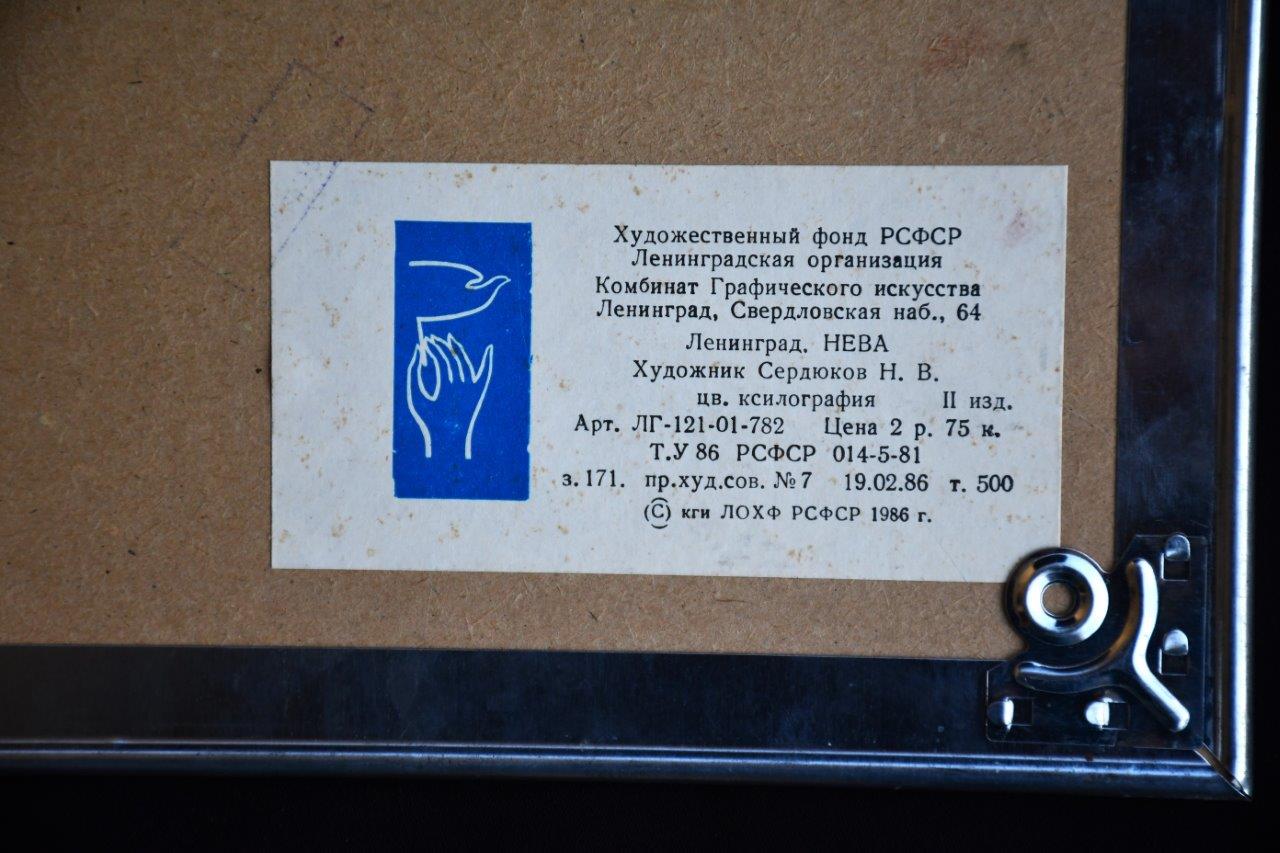 Художественный фонд РСФСР
Ленинградская организация
Комбинат Графического искусства
Ленинград, Свердловская наб., 64
Ленинград. НЕВА
Художник Сердюков Н. В.
цв. ксилография II изд.
Арт. ЛГ-121-01-782 Цена 2 р. 75 к.
Т.У 86 РСФСР 014-5-81
з.171. пр.худ.сов. №7 19.02.86 т. 500
(С) кги ЛОХФ РСФСР 1986 г.